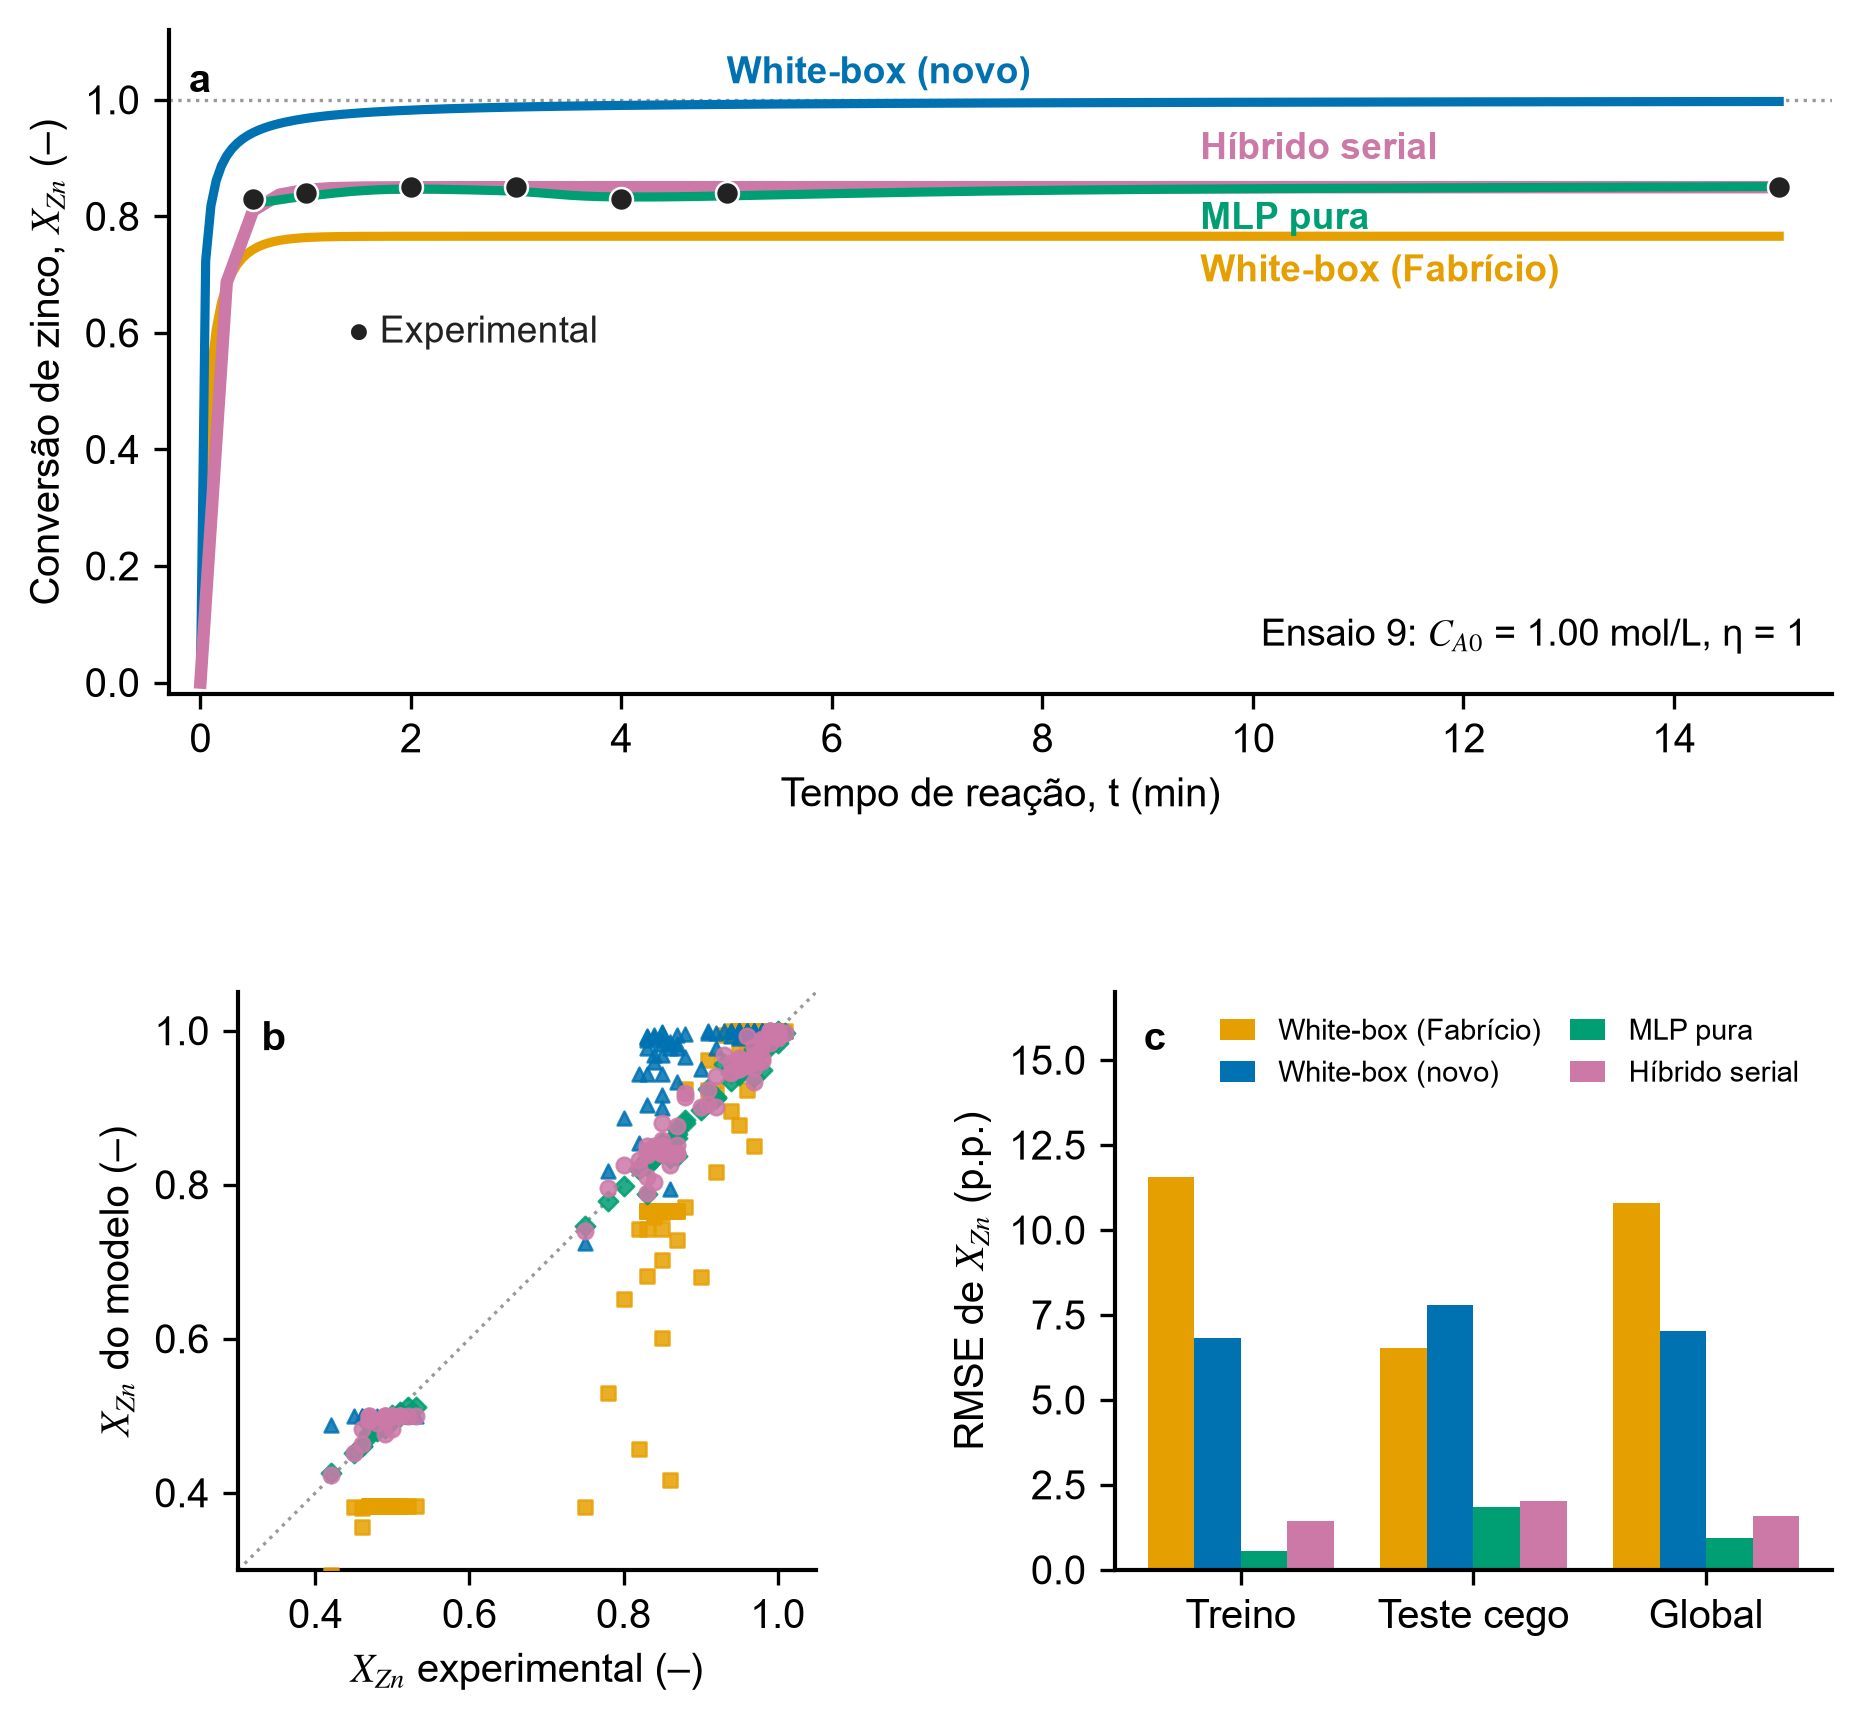 a
White-box (novo)
Híbrido serial
MLP pura
White-box (Fabrício)
Experimental
Ensaio 9: C_A0 = 1.00 mol/L, η = 1
Conversão de zinco, X_Zn (–)
1.0
0.8
0.6
0.4
0.2
0.0
0 2 4 6 8 10 12 14
Tempo de reação, t (min)
b
X_Zn do modelo (–)
1.0
0.8
0.6
0.4
0.4 0.6 0.8 1.0
X_Zn experimental (–)
c
White-box (Fabrício)
White-box (novo)
MLP pura
Híbrido serial
RMSE de X_Zn (p.p.)
15.0
12.5
10.0
7.5
5.0
2.5
0.0
Treino Teste cego Global